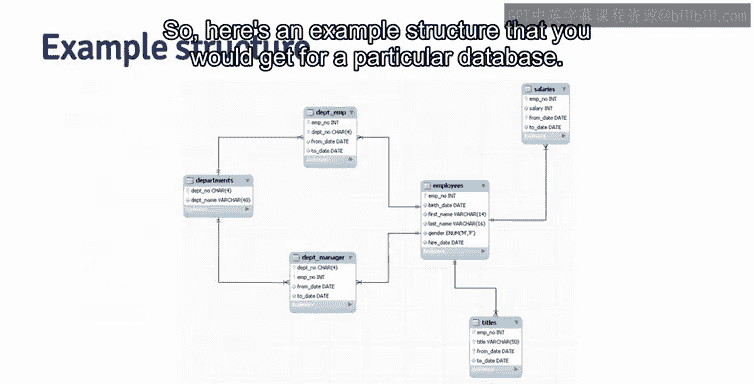 So, here's an example structure that you
would get for a particular database.
Example structure
dept_emp
emp_no INT
dept_no CHAR(4)
from_date DATE
to_date DATE
departments
dept_no CHAR(4)
dept_name VARCHAR(40)
dept_manager
dept_no CHAR(4)
emp_no INT
from_date DATE
to_date DATE
employees
emp_no INT
birth_date DATE
first_name VARCHAR(14)
last_name VARCHAR(16)
gender ENUM('M','F')
hire_date DATE
salaries
emp_no INT
salary INT
from_date DATE
to_date DATE
titles
emp_no INT
title VARCHAR(50)
from_date DATE
to_date DATE